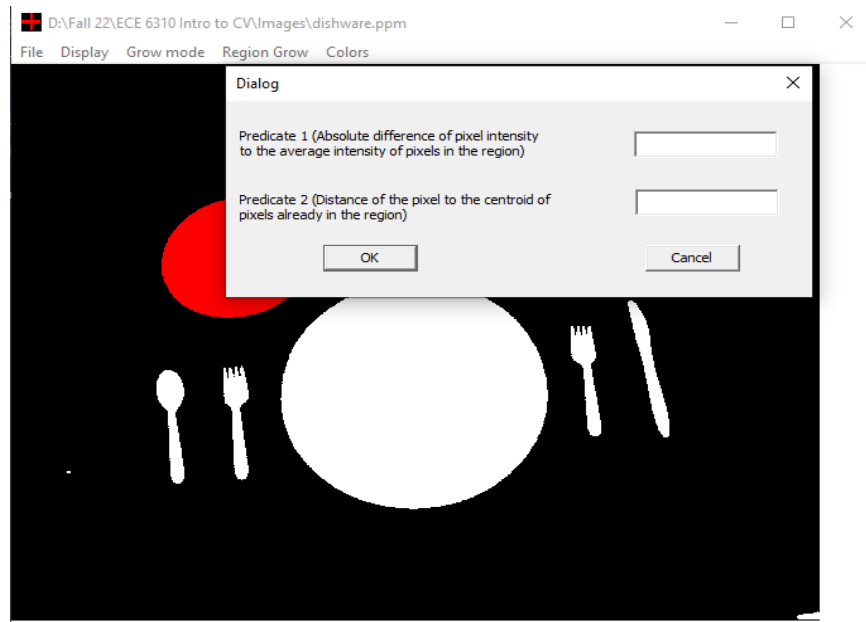 D:\Fall 22\ECE 6310 Intro to CV\Images\dishware.ppm
File Display Grow mode Region Grow Colors
Dialog
Predicate 1 (Absolute difference of pixel intensity
to the average intensity of pixels in the region)
Predicate 2 (Distance of the pixel to the centroid of
pixels already in the region)
OK Cancel